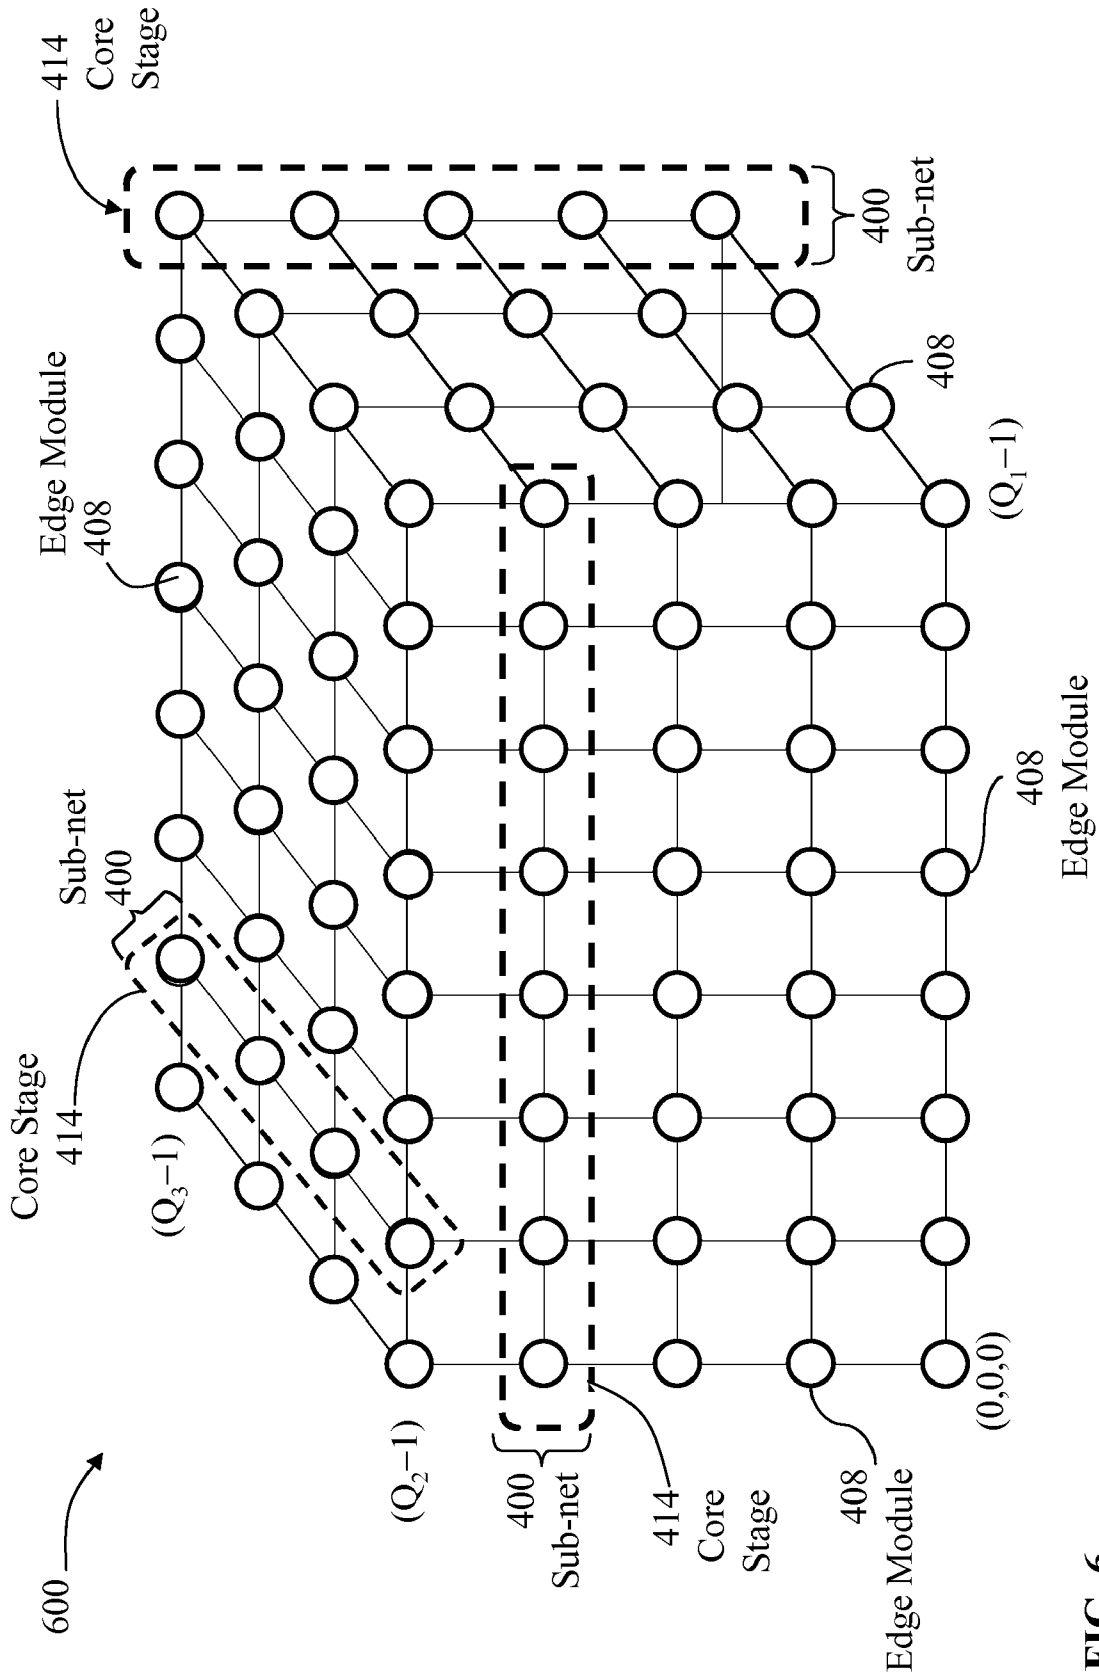 600
Core Stage
414
Sub-net
400
Edge Module
408
414
Core
Stage
(Q₃−1)
(Q₂−1)
400
Sub-net
414
Core
Stage
400
Sub-net
408
Edge Module
408
(0,0,0)
(Q₁−1)
408
Edge Module
FIG. 6